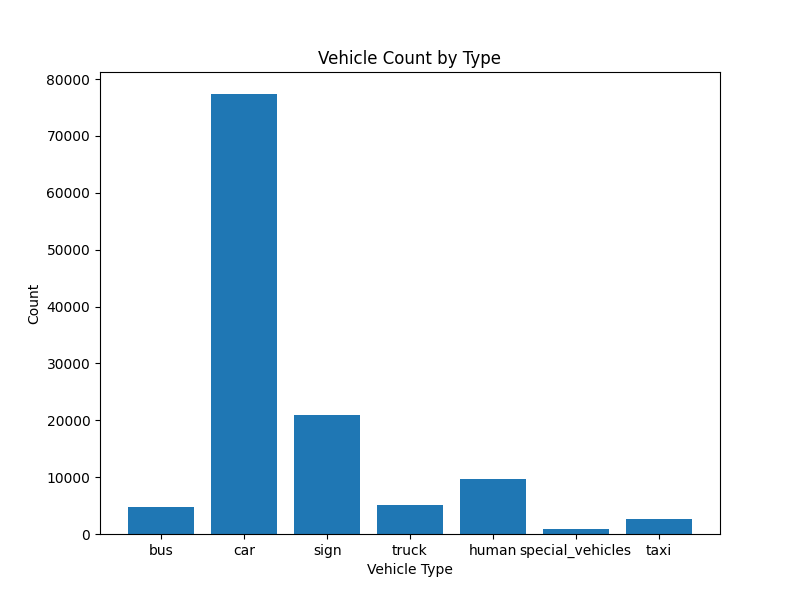 Vehicle Count by Type
80000
70000
60000
50000
40000
30000
20000
10000
0
Count
bus car sign truck human special_vehicles taxi
Vehicle Type